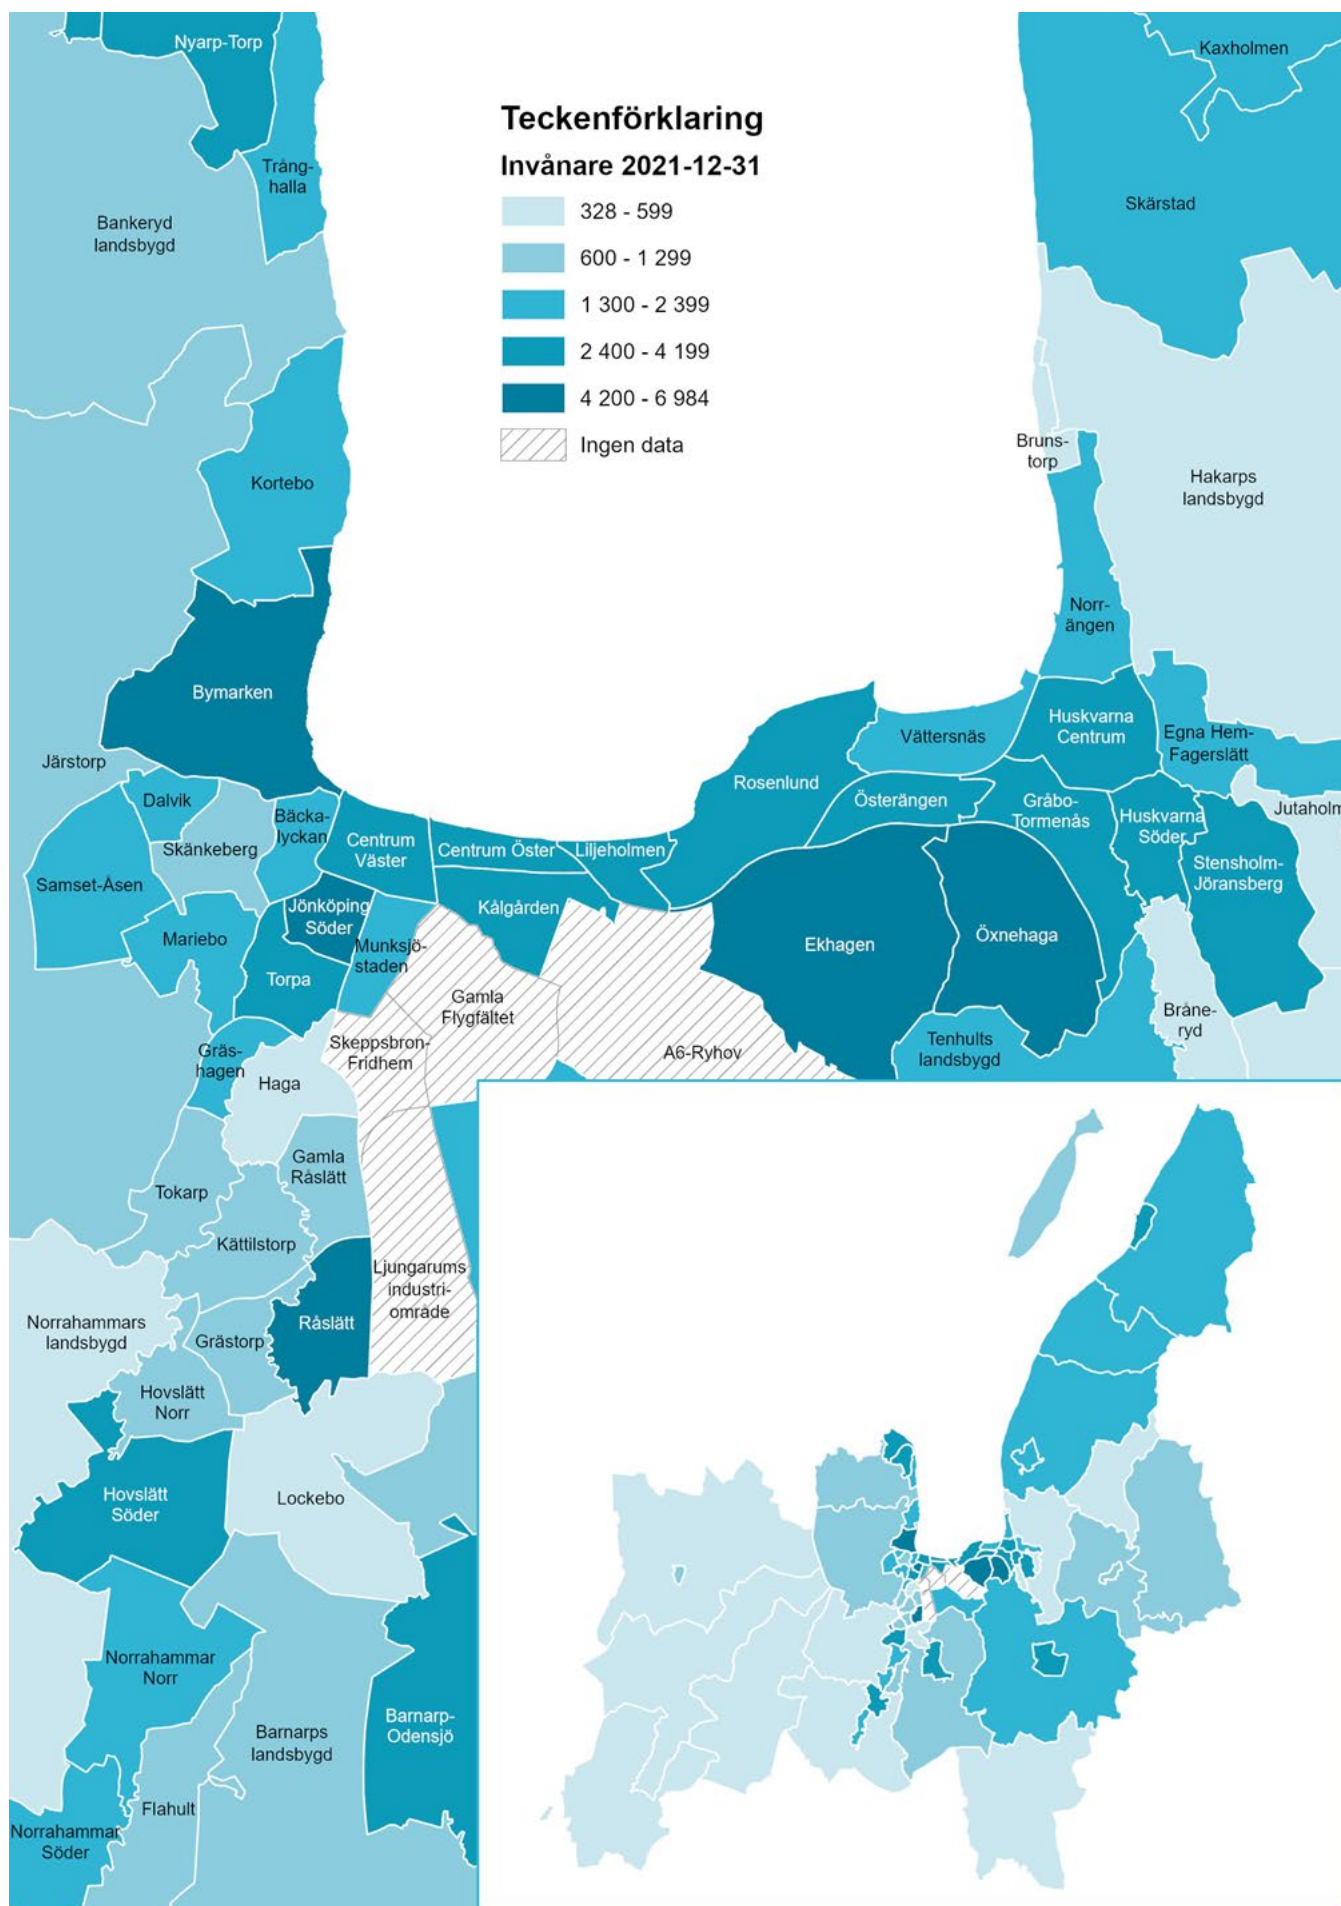 Nyarp-Torp
Kaxholmen
Teckenförklaring
Invånare 2021-12-31
328 - 599
600 - 1 299
1 300 - 2 399
2 400 - 4 199
4 200 - 6 984
Ingen data
Trång-
halla
Bankeryd
landsbygd
Skärstad
Bruns-
torp
Hakarps
landsbygd
Kortebo
Norr-
ängen
Bymarken
Huskvarna
Centrum
Vättersnäs
Egna Hem-
Fagerslätt
Järstorp
Rosenlund
Österängen
Gråbo-
Tormenås
Huskvarna
Söder
Jutaholm
Dalvik
Bäcka-
lyckan
Skänkeberg
Centrum
Väster
Centrum Öster
Liljeholmen
Stensholm-
Jöransberg
Samset-Åsen
Jönköping
Söder
Kålgården
Mariebo
Munksjö-
staden
Ekhagen
Öxnehaga
Torpa
Gamla
Flygfältet
Bråne-
ryd
Gräs-
hagen
Haga
Skeppsbron-
Fridhem
A6-Ryhov
Tenhults
landsbygd
Gamla
Råslätt
Tokarp
Kättilstorp
Ljungarums
industri-
område
Norrahammars
landsbygd
Grästorp
Råslätt
Hovslätt
Norr
Hovslätt
Söder
Lockebo
Norrahammar
Norr
Barnarps
landsbygd
Barnarp-
Odensjö
Flahult
Norrahammar
Söder